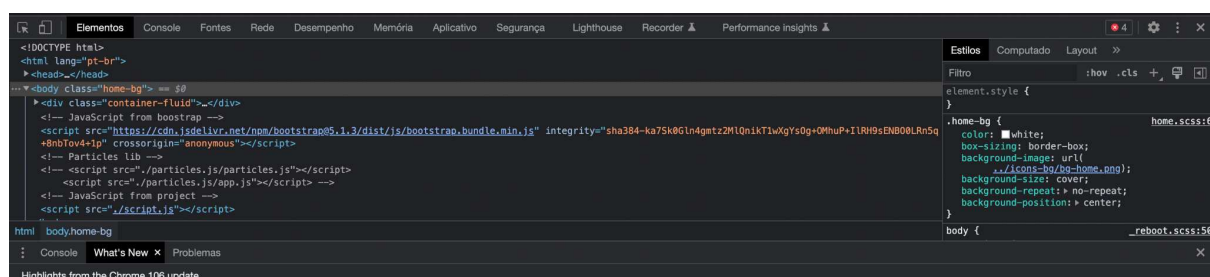 Elementos Console Fontes Rede Desempenho Memória Aplicativo Segurança Lighthouse Recorder Performance insights 4
<!DOCTYPE html>
<html lang="pt-br">
<head>…</head>
<body class="home-bg"> == $0
<div class="container-fluid">…</div>
<!-- JavaScript from boostrap -->
<script src="https://cdn.jsdelivr.net/npm/bootstrap@5.1.3/dist/js/bootstrap.bundle.min.js" integrity="sha384-ka7Sk0Gln4gmtz2MlQnikT1wXgYsOg+OMhuP+IlRH9sENBO0LRn5q
+8nbTov4+1p" crossorigin="anonymous"></script>
<!-- Particles lib -->
<!-- <script src="./particles.js/particles.js"></script>
<script src="./particles.js/app.js"></script> -->
<!-- JavaScript from project -->
<script src="./script.js"></script>
html body.home-bg
Estilos Computado Layout »
Filtro :hov .cls +
element.style {
}
.home-bg { home.scss:6
color: white;
box-sizing: border-box;
background-image: url(
../icons-bg/bg-home.png);
background-size: cover;
background-repeat: no-repeat;
background-position: center;
}
body { _reboot.scss:50
Console What's New × Problemas
Highlights from the Chrome 106 update